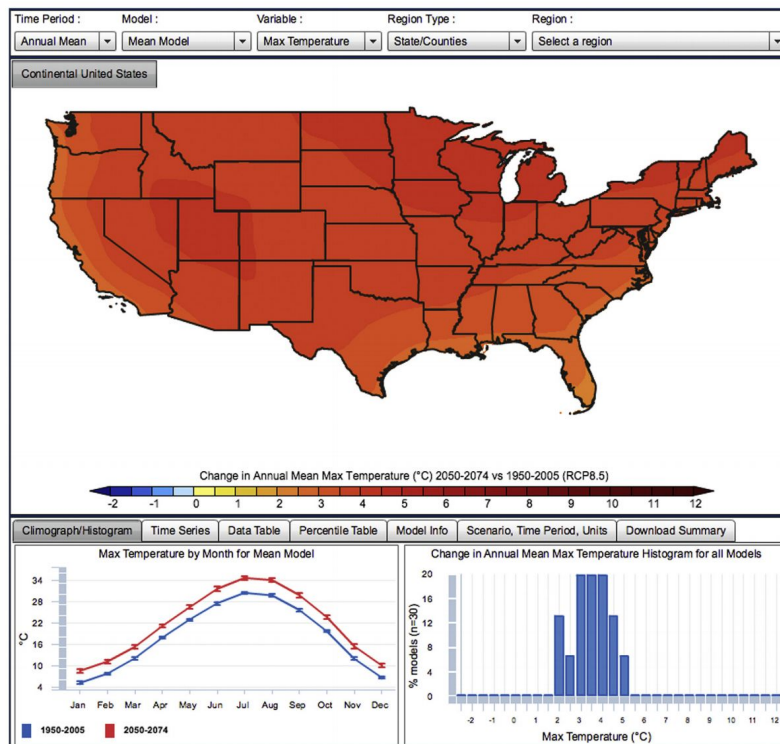 Time Period : Model : Variable : Region Type : Region :
Annual Mean Mean Model Max Temperature State/Counties Select a region
Continental United States
Change in Annual Mean Max Temperature (°C) 2050-2074 vs 1950-2005 (RCP8.5)
-2 -1 0 1 2 3 4 5 6 7 8 9 10 11 12
Climograph/Histogram Time Series Data Table Percentile Table Model Info Scenario, Time Period, Units Download Summary
Max Temperature by Month for Mean Model
34
28
22
16
10
4
°C
Jan Feb Mar Apr May Jun Jul Aug Sep Oct Nov Dec
1950-2005 2050-2074
Change in Annual Mean Max Temperature Histogram for all Models
20
16
12
8
4
0
% models (n=30)
-2 -1 0 1 2 3 4 5 6 7 8 9 10 11 12
Max Temperature (°C)